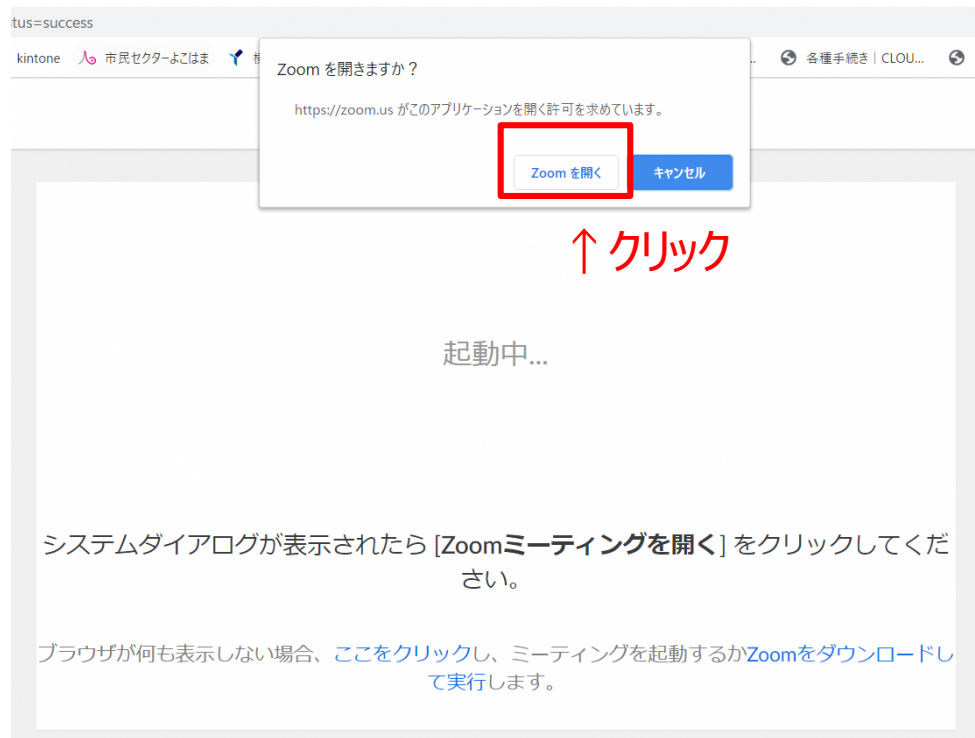 tus=success
kintone 市民セクターよこはま
各種手続き | CLOU...
Zoom を開きますか？
https://zoom.us がこのアプリケーションを開く許可を求めています。
Zoom を開く キャンセル
↑ クリック
起動中...
システムダイアログが表示されたら [Zoomミーティングを開く] をクリックしてくだ
さい。
ブラウザが何も表示しない場合、ここをクリックし、ミーティングを起動するかZoomをダウンロードし
て実行します。